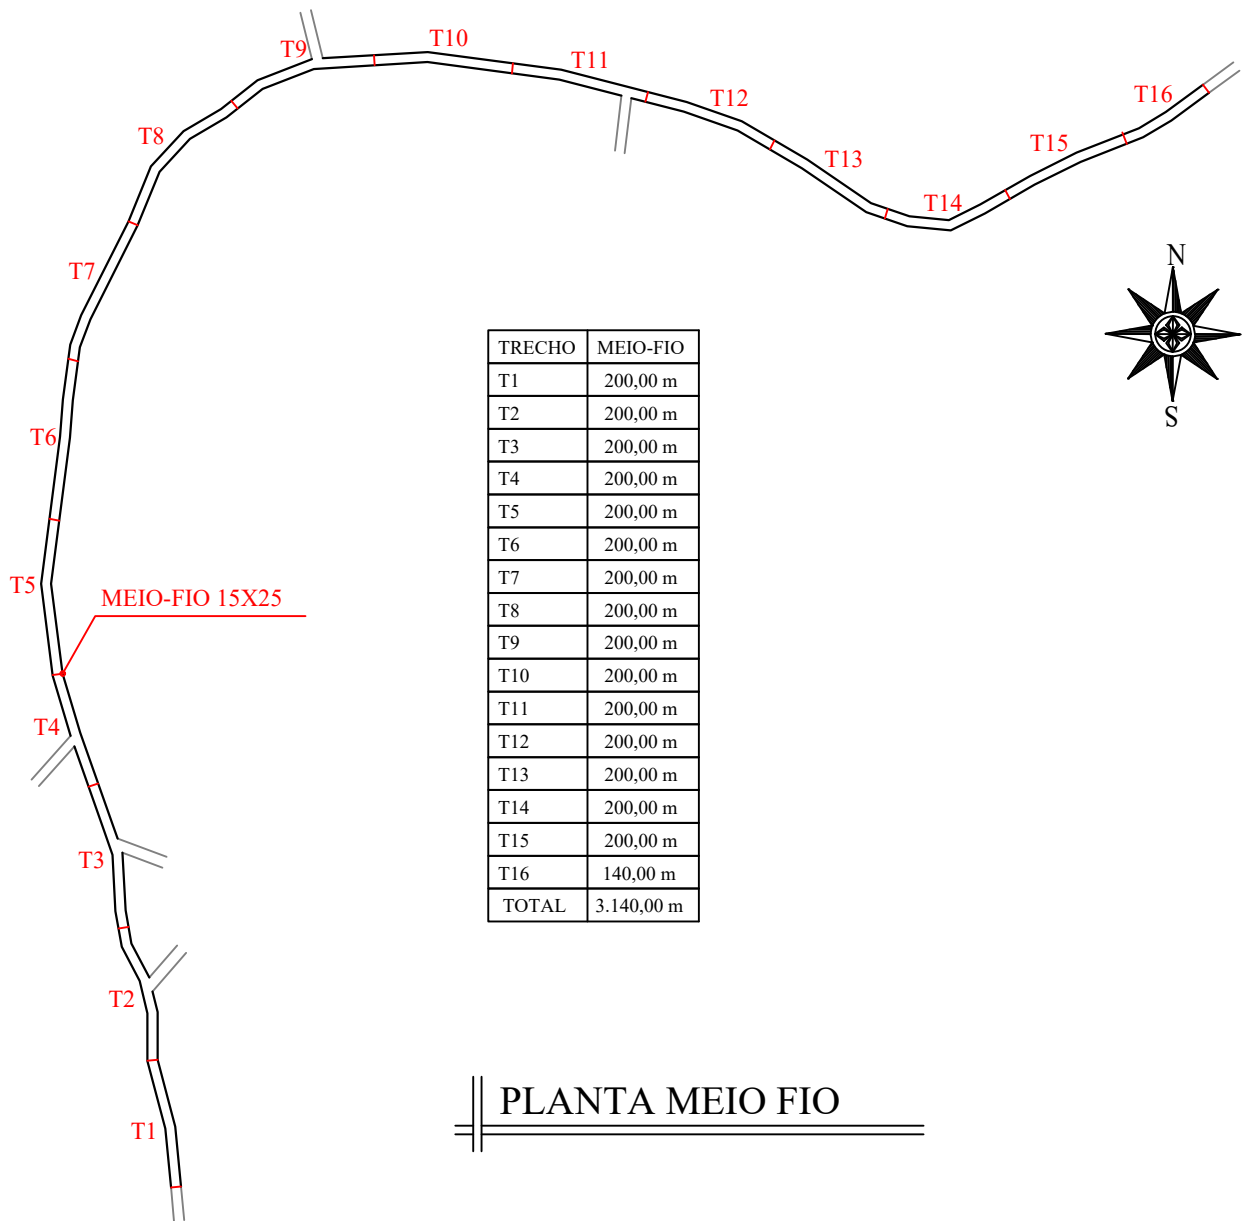 T10
T9
T11
T16
T12
T8
T15
T13
T14
N
S
T7
T6
T5
MEIO-FIO 15X25
T4
T3
T2
T1
TRECHO MEIO-FIO
T1 200,00 m
T2 200,00 m
T3 200,00 m
T4 200,00 m
T5 200,00 m
T6 200,00 m
T7 200,00 m
T8 200,00 m
T9 200,00 m
T10 200,00 m
T11 200,00 m
T12 200,00 m
T13 200,00 m
T14 200,00 m
T15 200,00 m
T16 140,00 m
TOTAL 3.140,00 m
PLANTA MEIO FIO